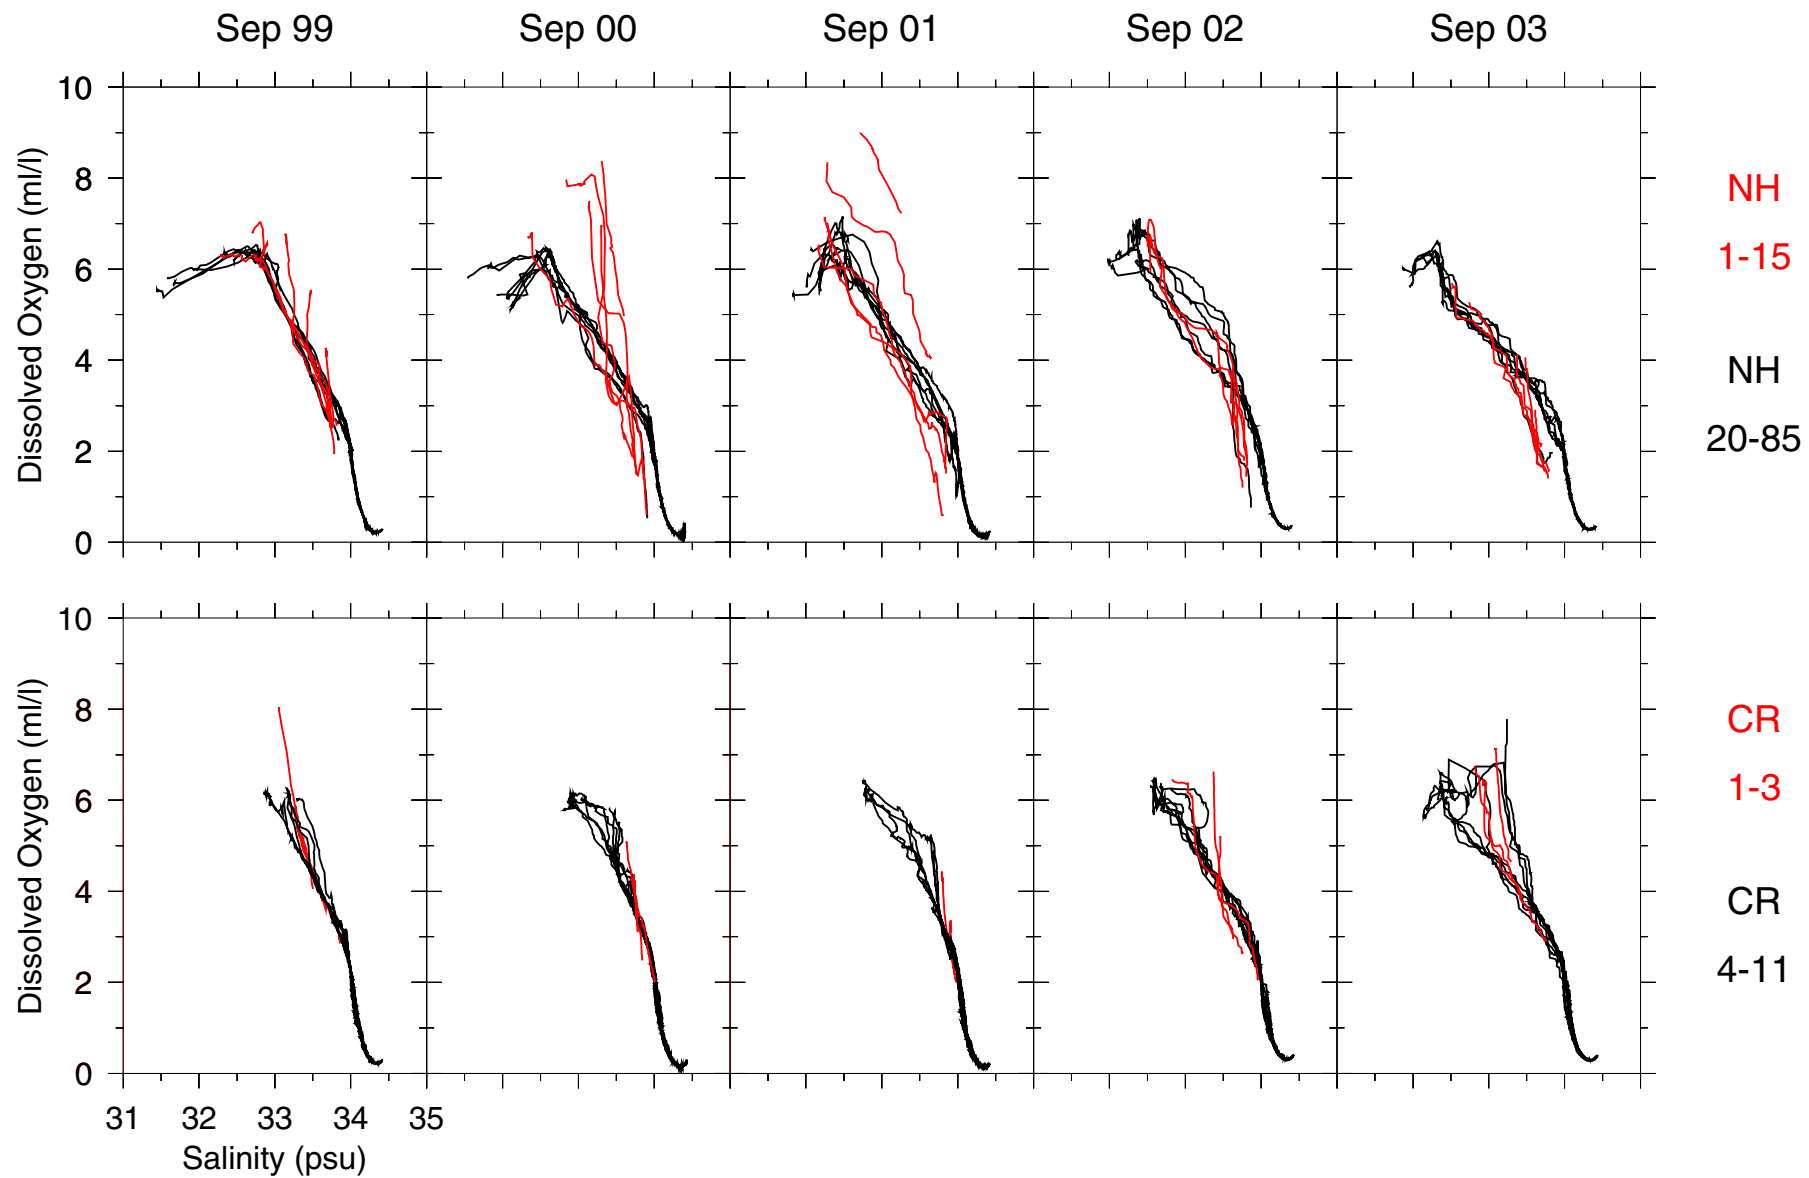 Sep 99 Sep 00 Sep 01 Sep 02 Sep 03
10
8
6
4
2
0
Dissolved Oxygen (ml/l)
NH
1-15
NH
20-85
10
8
6
4
2
0
Dissolved Oxygen (ml/l)
CR
1-3
CR
4-11
31 32 33 34 35
Salinity (psu)